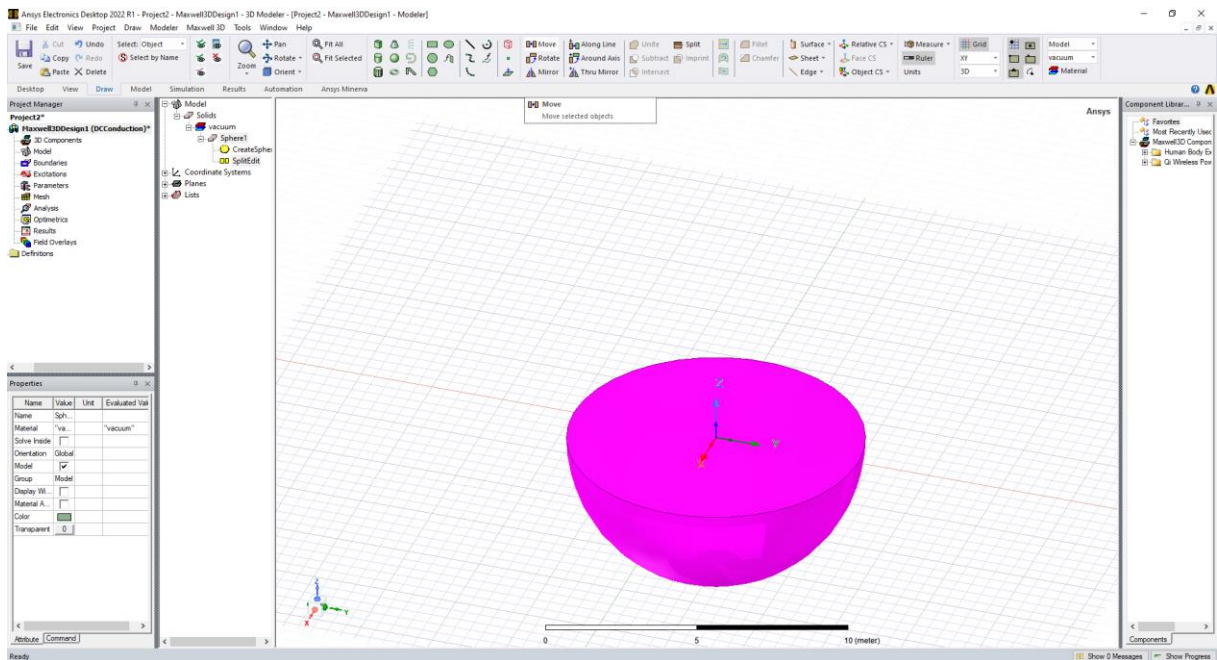 Ansys Electronics Desktop 2022 R1 - Project2 - Maxwell3DDesign1 - 3D Modeler - [Project2 - Maxwell3DDesign1 - Modeler]
File Edit View Project Draw Modeler Maxwell 3D Tools Window Help
Save
Cut Undo Select: Object
Copy Redo Select by Name
Paste Delete
Zoom
Pan Fit All
Rotate Fit Selected
Orient
Move Along Line Unite Split Fillet Surface Relative CS Measure Grid Model
Rotate Around Axis Subtract Imprint Chamfer Sheet Face CS Ruler XY vacuum
Mirror Thru Mirror Intersect Edge Object CS Units 3D Material
Desktop View Draw Model Simulation Results Automation Ansys Minerva
Project Manager
Project2*
Maxwell3DDesign1 (DCConduction)*
3D Components
Model
Boundaries
Excitations
Parameters
Mesh
Analysis
Optimetrics
Results
Field Overlays
Definitions
Model
Solids
vacuum
Sphere1
CreateSpher
SplitEdit
Coordinate Systems
Planes
Lists
Move
Move selected objects
Ansys
Component Librar...
Favorites
Most Recently Used
Maxwell3D Compon
Human Body Ex
Qi Wireless Pow
Properties
Name Value Unit Evaluated Val
Name Sph...
Material "va... "vacuum"
Solve Inside
Orientation Global
Model
Group Model
Display Wi...
Material A...
Color
Transparent 0
Attribute Command
Z
Y
X
Z
Y
X
0 5 10 (meter)
Components
Ready Show 0 Messages Show Progress